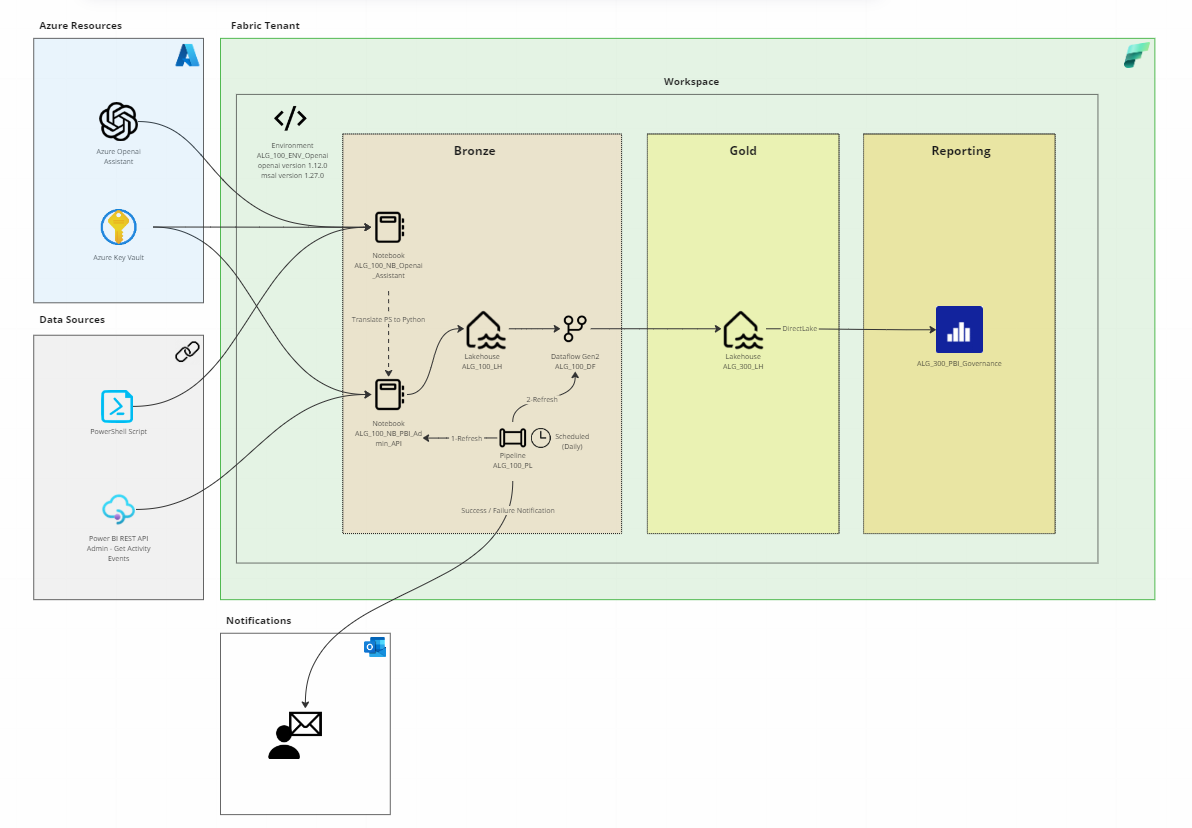 Azure Resources
Fabric Tenant
Workspace
Azure Openai
Assistant
Azure Key Vault
Data Sources
PowerShell Script
Power BI REST API
Admin - Get Activity
Events
Environment
ALG_100_ENV_Openai
openai version 1.12.0
msal version 1.27.0
Bronze
Notebook
ALG_100_NB_Openai
_Assistant
Translate PS to Python
Lakehouse
ALG_100_LH
Dataflow Gen2
ALG_100_DF
2-Refresh
Notebook
ALG_100_NB_PBI_Ad
min_API
1-Refresh
Scheduled
(Daily)
Pipeline
ALG_100_PL
Success / Failure Notification
Gold
Lakehouse
ALG_300_LH
DirectLake
Reporting
ALG_300_PBI_Governance
Notifications
O